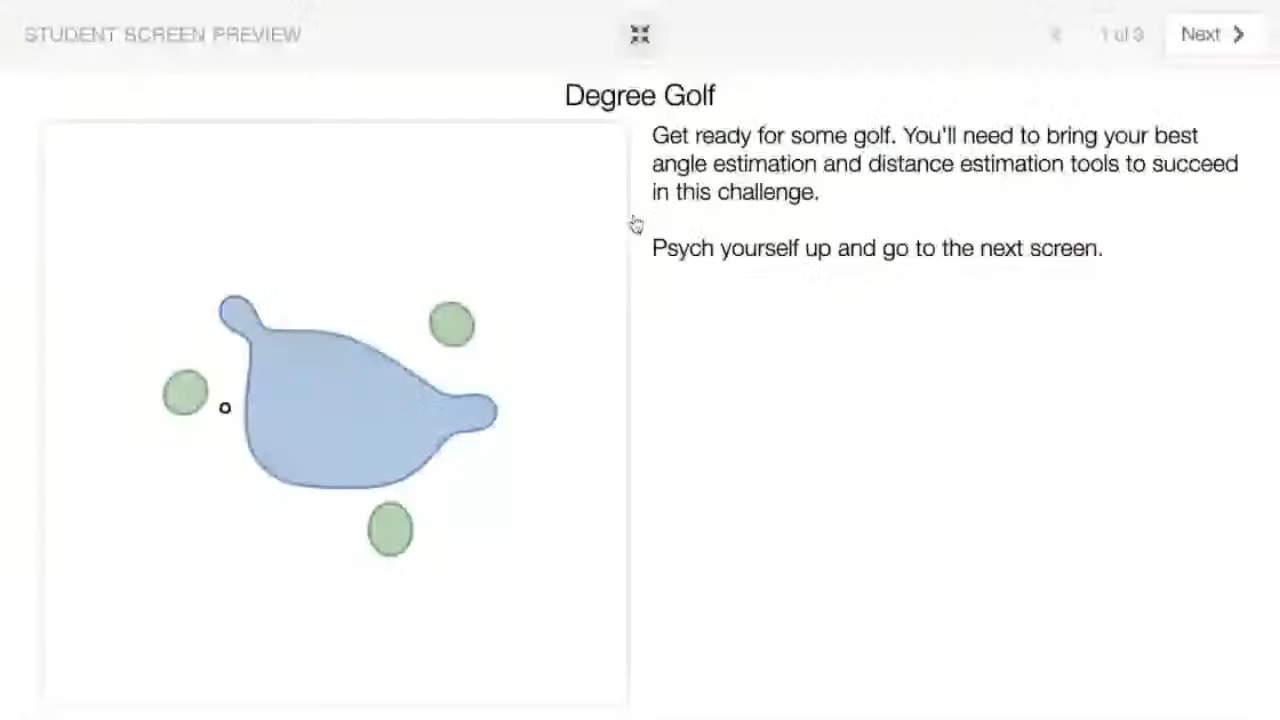 STUDENT SCREEN PREVIEW
1 of 3
Next
Degree Golf
Get ready for some golf. You'll need to bring your best
angle estimation and distance estimation tools to succeed
in this challenge.
Psych yourself up and go to the next screen.